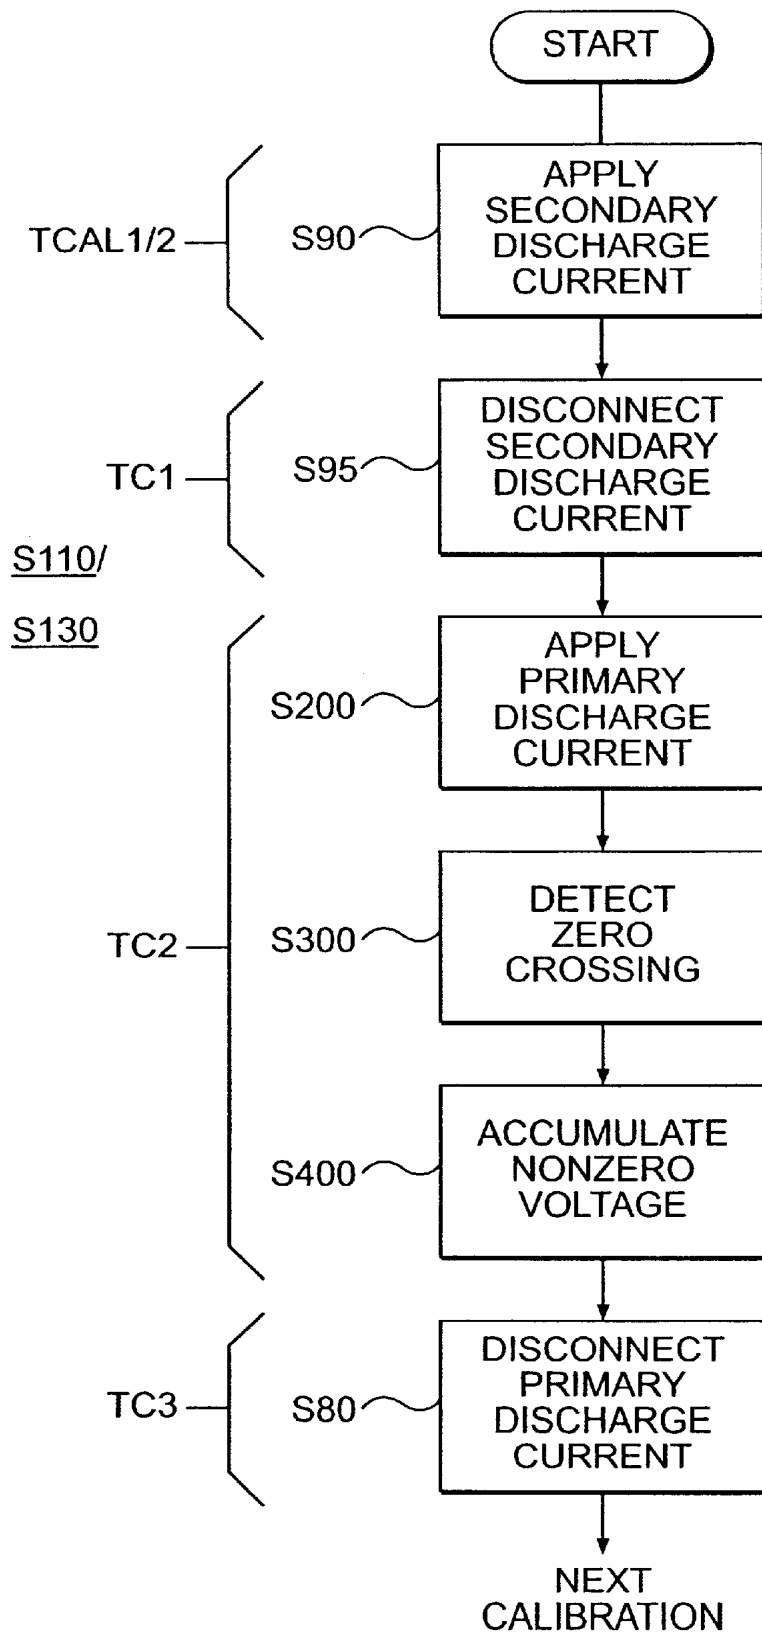 START
TCAL1/2
S90
APPLY
SECONDARY
DISCHARGE
CURRENT
TC1
S95
DISCONNECT
SECONDARY
DISCHARGE
CURRENT
S110/
S130
TC2
S200
APPLY
PRIMARY
DISCHARGE
CURRENT
S300
DETECT
ZERO
CROSSING
S400
ACCUMULATE
NONZERO
VOLTAGE
TC3
S80
DISCONNECT
PRIMARY
DISCHARGE
CURRENT
NEXT
CALIBRATION